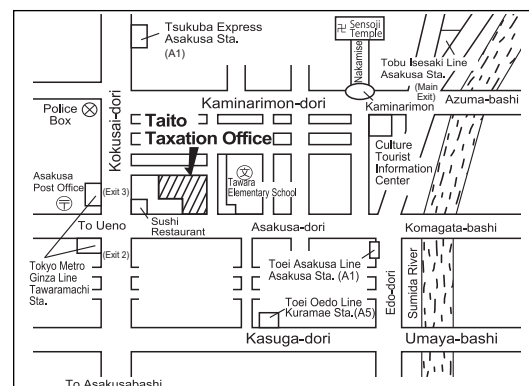 Tsukuba Express
Asakusa Sta.
(A1)
卍 Sensoji
Temple
Nakamise
Tobu Isesaki Line
Asakusa Sta.
(Main
Exit)
Kaminarimon
Kaminarimon-dori
Azuma-bashi
Police
Box
Kokusai-dori
Taito
Taxation Office
Culture
Tourist
Information
Center
Asakusa
Post Office
(Exit 3)
〒
文
Tawara
Elementary School
Sushi
Restaurant
To Ueno
Asakusa-dori
Komagata-bashi
(Exit 2)
Tokyo Metro
Ginza Line
Tawaramachi
Sta.
Toei Asakusa Line
Asakusa Sta. (A1)
Edo-dori
Sumida River
Toei Oedo Line
Kuramae Sta.(A5)
Kasuga-dori
Umaya-bashi
To Asakusabashi